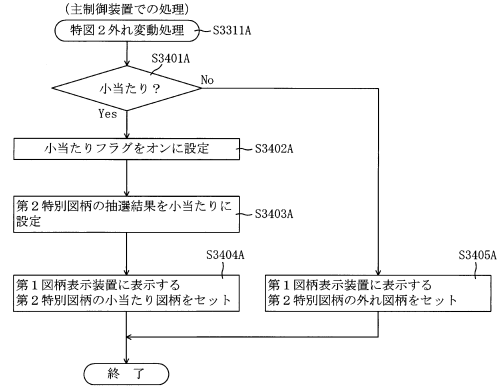 (主制御装置での処理)
特図2外れ変動処理
S3311A
S3401A
小当たり?
No
Yes
小当たりフラグをオンに設定
S3402A
第2特別図柄の抽選結果を小当たりに
設定
S3403A
S3404A
第1図柄表示装置に表示する
第2特別図柄の小当たり図柄をセット
S3405A
第1図柄表示装置に表示する
第2特別図柄の外れ図柄をセット
終 了